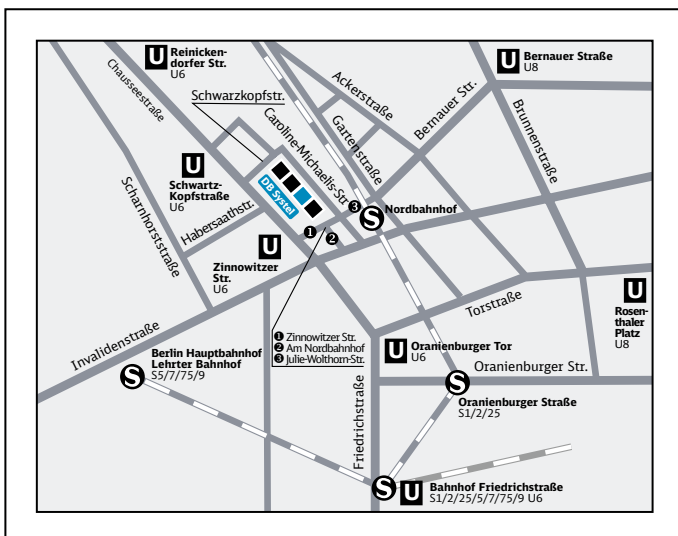 U Reinicken-
dorfer Str.
U6
U Bernauer Straße
U8
Chausseestraße
Schwarzkopfstr.
Ackerstraße
Gartenstraße
Bernauer Str.
Brunnenstraße
Caroline-Michaelis-Str.
Scharnhorststraße
U
Schwartz-
Kopfstraße
U6
DB Systel
Habersaathstr.
3
S Nordbahnhof
1
2
U
Zinnowitzer
Str.
U6
Torstraße
U
Rosen-
thaler
Platz
U8
Invalidenstraße
1 Zinnowitzer Str.
2 Am Nordbahnhof
3 Julie-Wolthorn-Str.
U Oranienburger Tor
U6
Oranienburger Str.
Berlin Hauptbahnhof
Lehrter Bahnhof
S S5/7/75/9
S
Oranienburger Straße
S1/2/25
Friedrichstraße
S U Bahnhof Friedrichstraße
S1/2/25/5/7/75/9 U6